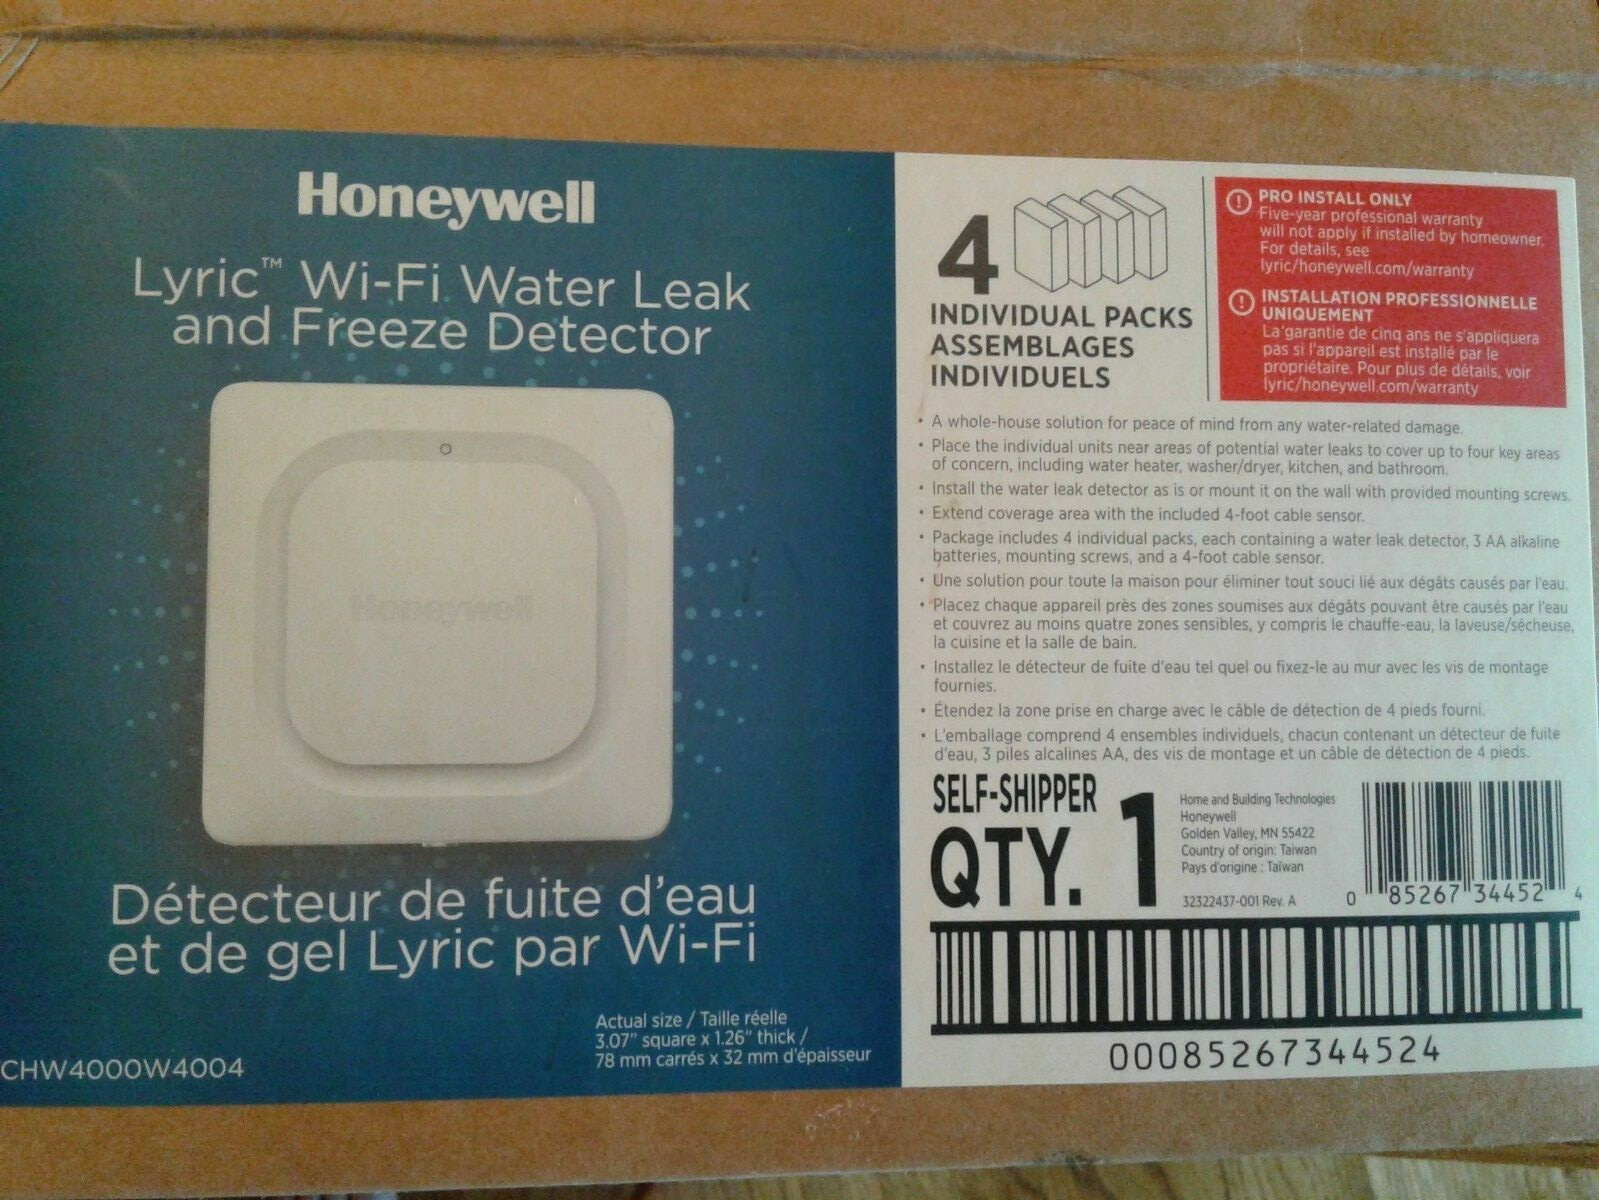 Honeywell
Lyric™ Wi-Fi Water Leak
and Freeze Detector
Honeywell
Détecteur de fuite d'eau
et de gel Lyric par Wi-Fi
Actual size / Taille réelle
3.07" square x 1.26" thick /
78 mm carrés x 32 mm d'épaisseur
CHW4000W4004
4
INDIVIDUAL PACKS
ASSEMBLAGES
INDIVIDUELS
PRO INSTALL ONLY
Five-year professional warranty
will not apply if installed by homeowner.
For details, see
lyric/honeywell.com/warranty
INSTALLATION PROFESSIONNELLE
UNIQUEMENT
La garantie de cinq ans ne s'appliquera
pas si l'appareil est installé par le
propriétaire. Pour plus de détails, voir
lyric/honeywell.com/warranty
• A whole-house solution for peace of mind from any water-related damage.
• Place the individual units near areas of potential water leaks to cover up to four key areas
of concern, including water heater, washer/dryer, kitchen, and bathroom.
• Install the water leak detector as is or mount it on the wall with provided mounting screws.
• Extend coverage area with the included 4-foot cable sensor.
• Package includes 4 individual packs, each containing a water leak detector, 3 AA alkaline
batteries, mounting screws, and a 4-foot cable sensor.
• Une solution pour toute la maison pour éliminer tout souci lié aux dégâts causés par l'eau.
• Placez chaque appareil près des zones soumises aux dégâts pouvant être causés par l'eau
et couvrez au moins quatre zones sensibles, y compris le chauffe-eau, la laveuse/sécheuse,
la cuisine et la salle de bain.
• Installez le détecteur de fuite d'eau tel quel ou fixez-le au mur avec les vis de montage
fournies.
• Étendez la zone prise en charge avec le câble de détection de 4 pieds fourni.
• L'emballage comprend 4 ensembles individuels, chacun contenant un détecteur de fuite
d'eau, 3 piles alcalines AA, des vis de montage et un câble de détection de 4 pieds.
SELF-SHIPPER
QTY. 1
Home and Building Technologies
Honeywell
Golden Valley, MN 55422
Country of origin: Taiwan
Pays d'origine : Taïwan
32322437-001 Rev. A
0 85267 34452 4
00085267344524